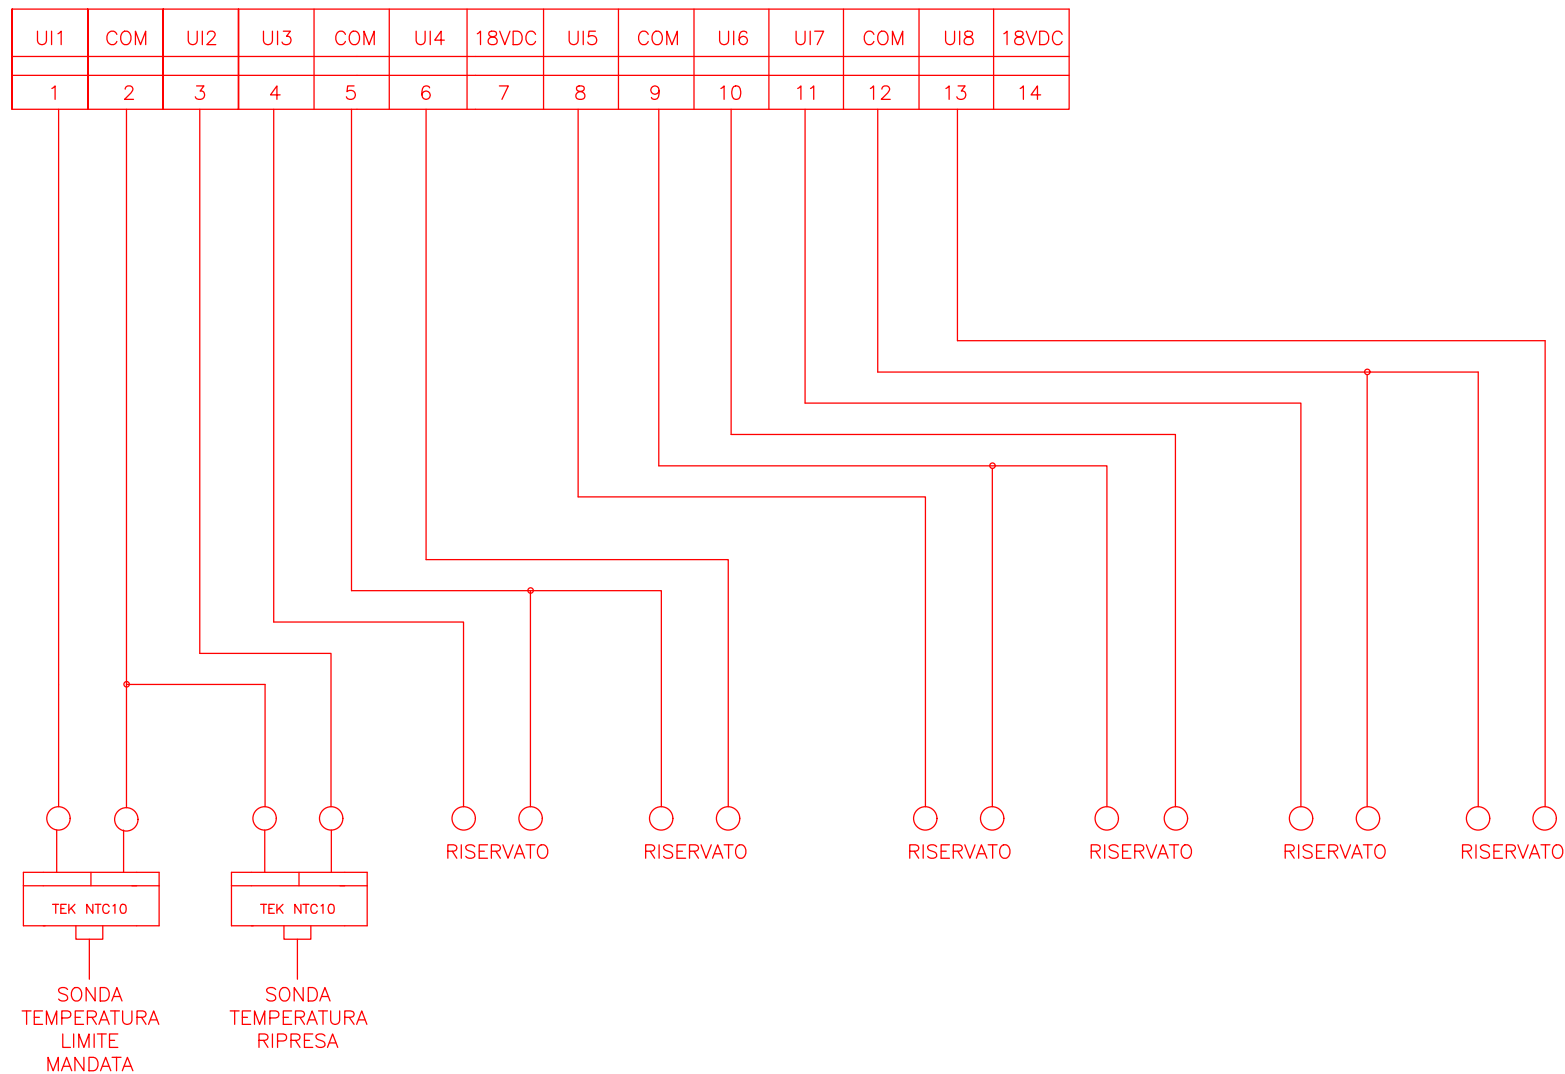 UI1 COM UI2 UI3 COM UI4 18VDC UI5 COM UI6 UI7 COM UI8 18VDC
1 2 3 4 5 6 7 8 9 10 11 12 13 14
RISERVATO RISERVATO RISERVATO RISERVATO RISERVATO RISERVATO
TEK NTC10 TEK NTC10
SONDA
TEMPERATURA
LIMITE
MANDATA
SONDA
TEMPERATURA
RIPRESA